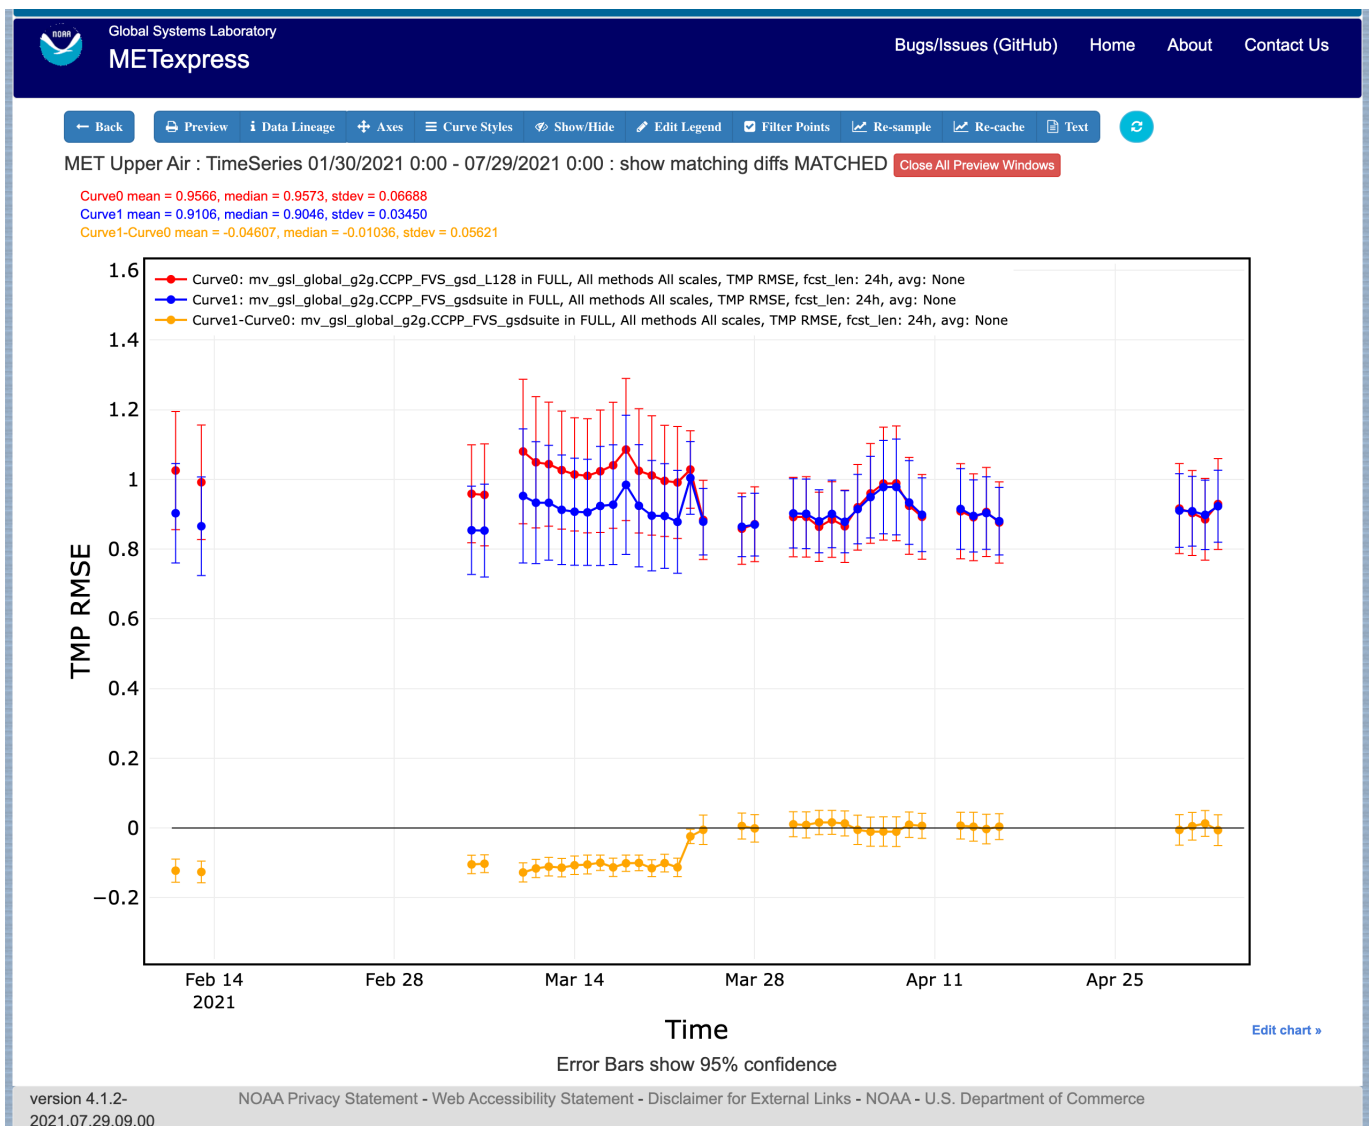 NOAA
Global Systems Laboratory
METexpress
Bugs/Issues (GitHub) Home About Contact Us
← Back Preview i Data Lineage Axes Curve Styles Show/Hide Edit Legend Filter Points Re-sample Re-cache Text
MET Upper Air : TimeSeries 01/30/2021 0:00 - 07/29/2021 0:00 : show matching diffs MATCHED Close All Preview Windows
Curve0 mean = 0.9566, median = 0.9573, stdev = 0.06688
Curve1 mean = 0.9106, median = 0.9046, stdev = 0.03450
Curve1-Curve0 mean = -0.04607, median = -0.01036, stdev = 0.05621
Curve0: mv_gsl_global_g2g.CCPP_FVS_gsd_L128 in FULL, All methods All scales, TMP RMSE, fcst_len: 24h, avg: None
Curve1: mv_gsl_global_g2g.CCPP_FVS_gsdsuite in FULL, All methods All scales, TMP RMSE, fcst_len: 24h, avg: None
Curve1-Curve0: mv_gsl_global_g2g.CCPP_FVS_gsdsuite in FULL, All methods All scales, TMP RMSE, fcst_len: 24h, avg: None
1.6
1.4
1.2
1
0.8
0.6
0.4
0.2
0
−0.2
TMP RMSE
Feb 14 Feb 28 Mar 14 Mar 28 Apr 11 Apr 25
2021
Time
Edit chart »
Error Bars show 95% confidence
version 4.1.2- NOAA Privacy Statement - Web Accessibility Statement - Disclaimer for External Links - NOAA - U.S. Department of Commerce
2021.07.29.09.00